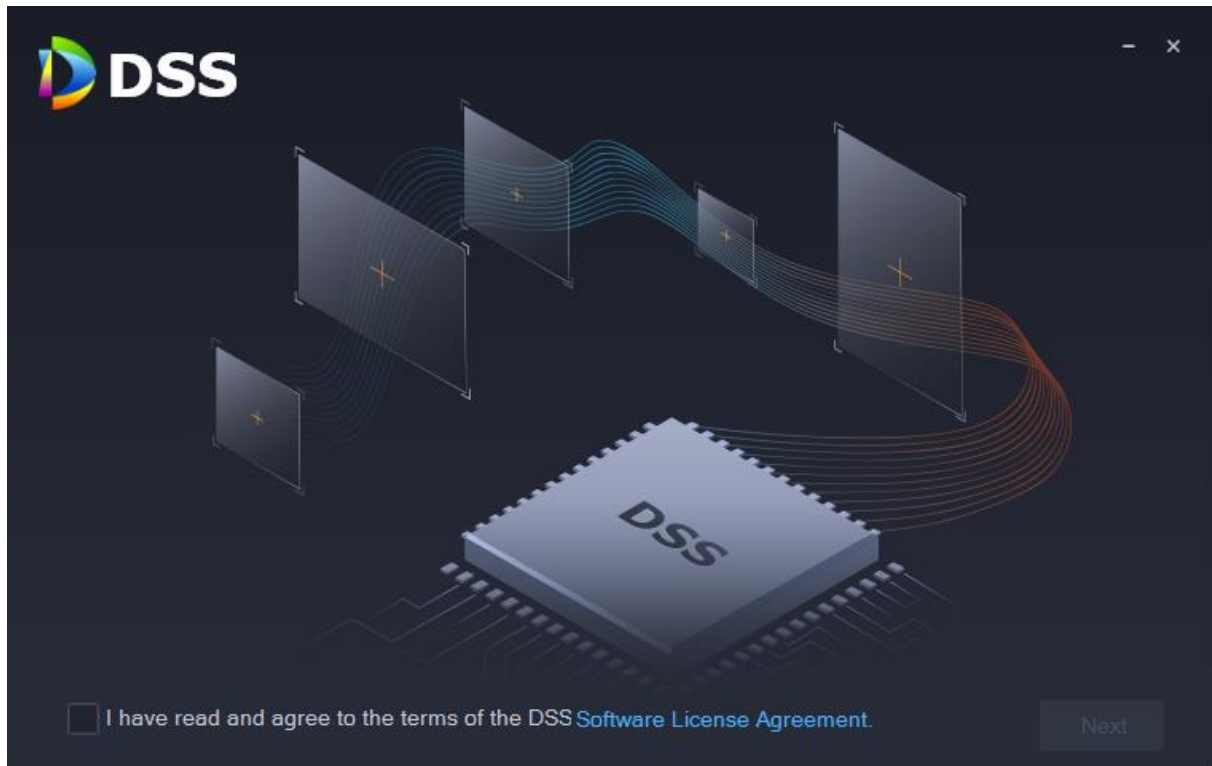 DSS
DSS
I have read and agree to the terms of the DSS Software License Agreement.
Next